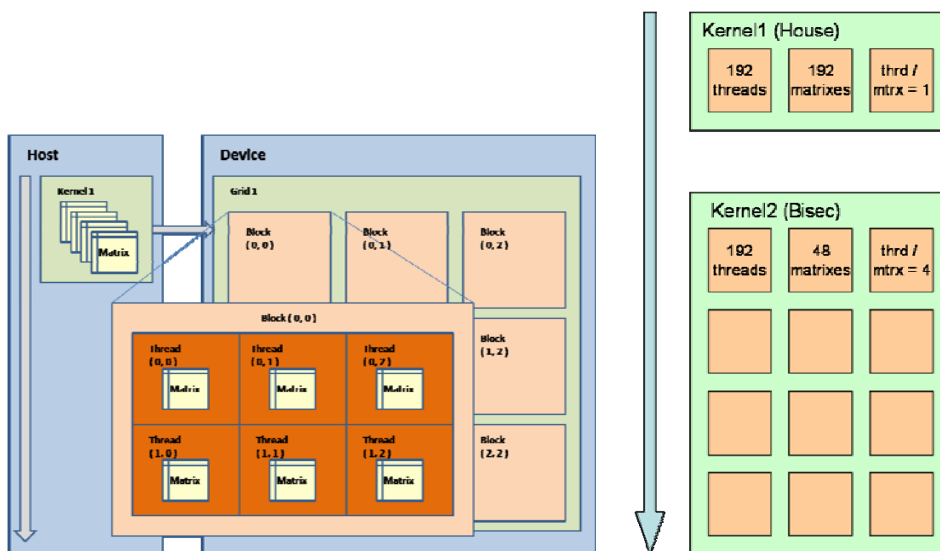 Host
Kernel 1
Matrix
Device
Grid 1
Block
(0,0)
Block
(0,1)
Block
(0,2)
Block (0,0)
Thread
(0,0)
Matrix
Thread
(0,1)
Matrix
Thread
(0,2)
Matrix
Thread
(1,0)
Matrix
Thread
(1,1)
Matrix
Thread
(1,2)
Matrix
Block
(1,2)
Block
(2,2)
Kernel1 (House)
192
threads
192
matrixes
thrd /
mtrx = 1
Kernel2 (Bisec)
192
threads
48
matrixes
thrd /
mtrx = 4